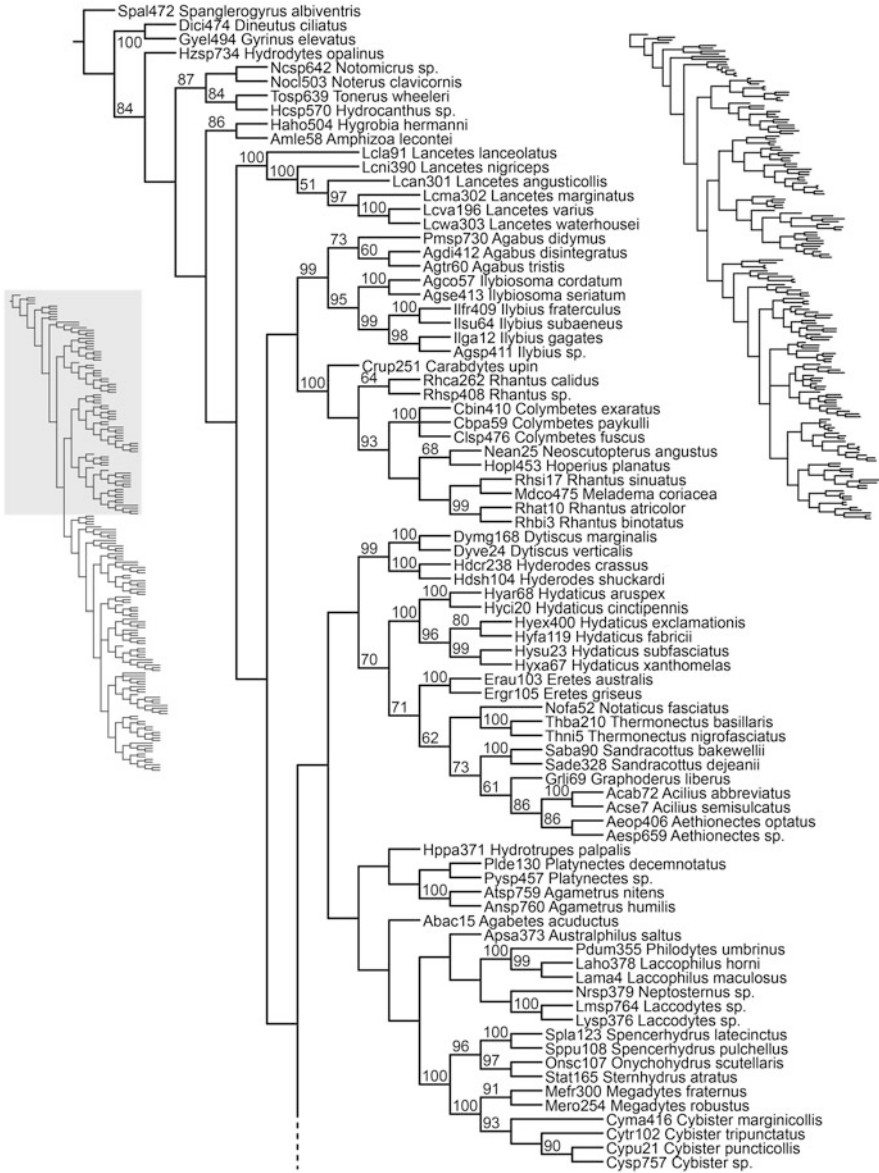 Spal472 Spanglerogyrus albiventris
Dici474 Dineutus ciliatus
100
Gyel494 Gyrinus elevatus
Hzsp734 Hydrodytes opalinus
Ncsp642 Notomicrus sp.
87
Nocl503 Noterus clavicornis
84
Tosp639 Tonerus wheeleri
84
Hcsp570 Hydrocanthus sp.
86
Haho504 Hygrobia hermanni
Amle58 Amphizoa lecontei
100
Lcla91 Lancetes lanceolatus
100
Lcni390 Lancetes nigriceps
51
Lcan301 Lancetes angusticollis
97
Lcma302 Lancetes marginatus
100
Lcva196 Lancetes varius
Lcwa303 Lancetes waterhousei
73
Pmsp730 Agabus didymus
60
Agdi412 Agabus disintegratus
99
Agtr60 Agabus tristis
100
Agco57 Ilybiosoma cordatum
95
Agse413 Ilybiosoma seriatum
100
Ilfr409 Ilybius fraterculus
99
Ilsu64 Ilybius subaeneus
98
Ilga12 Ilybius gagates
Agsp411 Ilybius sp.
Crup251 Carabdytes upin
100
64
Rhca262 Rhantus calidus
Rhsp408 Rhantus sp.
100
Cbin410 Colymbetes exaratus
Cbpa59 Colymbetes paykulli
93
Clsp476 Colymbetes fuscus
68
Nean25 Neoscutopterus angustus
Hopl453 Hoperius planatus
Rhsi17 Rhantus sinuatus
Mdco475 Meladema coriacea
99
Rhat10 Rhantus atricolor
Rhbi3 Rhantus binotatus
100
Dymg168 Dytiscus marginalis
99
Dyve24 Dytiscus verticalis
100
Hdcr238 Hyderodes crassus
Hdsh104 Hyderodes shuckardi
Hyar68 Hydaticus aruspex
100
Hyci20 Hydaticus cinctipennis
80
Hyex400 Hydaticus exclamationis
96
Hyfa119 Hydaticus fabricii
99
Hysu23 Hydaticus subfasciatus
70
Hyxa67 Hydaticus xanthomelas
100
Erau103 Eretes australis
Ergr105 Eretes griseus
71
Nofa52 Notaticus fasciatus
100
Thba210 Thermonectus basillaris
62
Thni5 Thermonectus nigrofasciatus
100
Saba90 Sandracottus bakewellii
73
Sade328 Sandracottus dejeanii
Grli69 Graphoderus liberus
61
100
Acab72 Acilius abbreviatus
86
Acse7 Acilius semisulcatus
86
Aeop406 Aethionectes optatus
Aesp659 Aethionectes sp.
Hppa371 Hydrotrupes palpalis
Plde130 Platynectes decemnotatus
Pysp457 Platynectes sp.
100
Atsp759 Agametrus nitens
Ansp760 Agametrus humilis
Abac15 Agabetes acuductus
Apsa373 Australphilus saltus
100
Pdum355 Philodytes umbrinus
99
Laho378 Laccophilus horni
Lama4 Laccophilus maculosus
Nrsp379 Neptosternus sp.
100
Lmsp764 Laccodytes sp.
Lysp376 Laccodytes sp.
100
Spla123 Spencerhydrus latecinctus
96
Sppu108 Spencerhydrus pulchellus
97
Onsc107 Onychohydrus scutellaris
100
Stat165 Sternhydrus atratus
91
Mefr300 Megadytes fraternus
100
Mero254 Megadytes robustus
93
Cyma416 Cybister marginicollis
Cytr102 Cybister tripunctatus
90
Cypu21 Cybister puncticollis
Cysp757 Cybister sp.